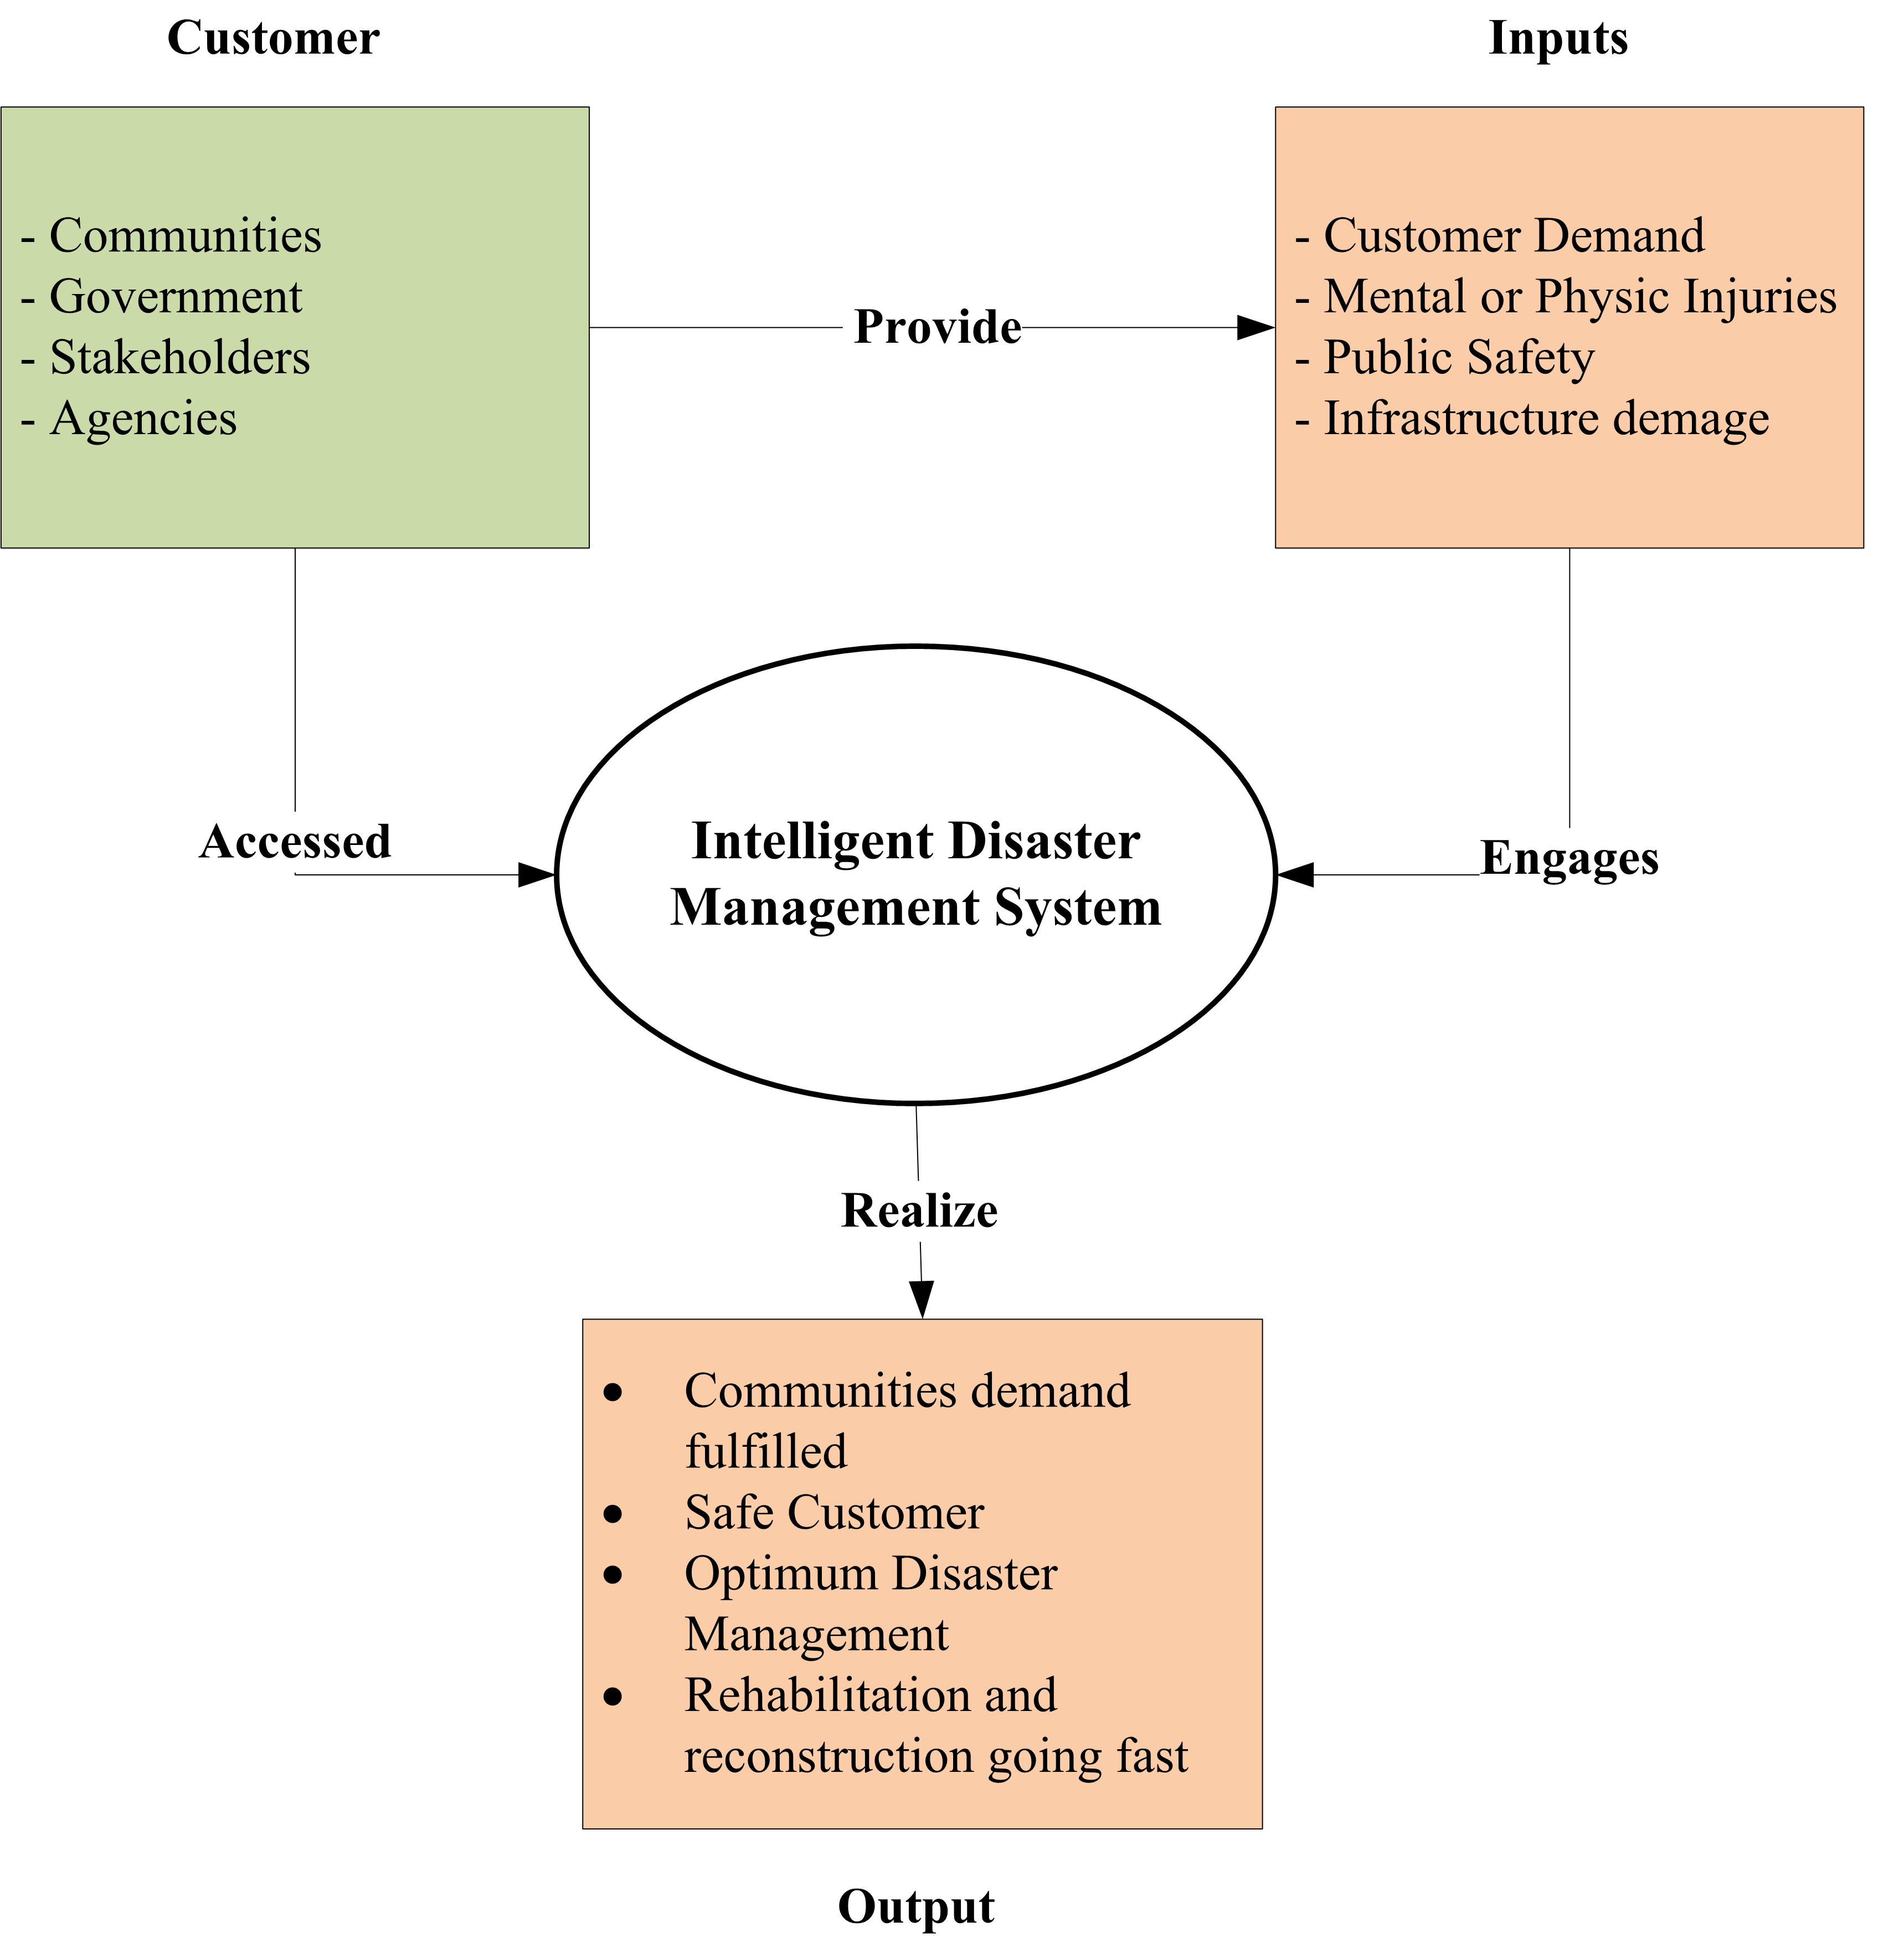 Customer
Inputs
- Communities
- Government
- Stakeholders
- Agencies
Provide
- Customer Demand
- Mental or Physic Injuries
- Public Safety
- Infrastructure demage
Accessed
Intelligent Disaster
Management System
Engages
Realize
● Communities demand
fulfilled
● Safe Customer
● Optimum Disaster
Management
● Rehabilitation and
reconstruction going fast
Output